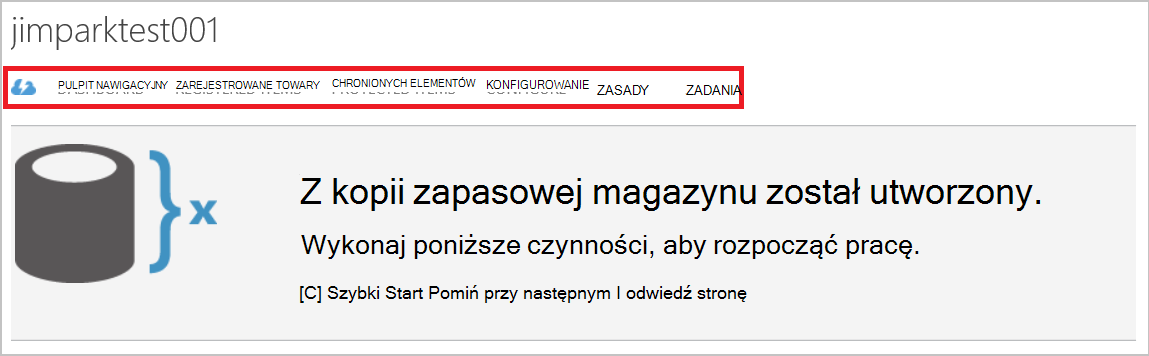 jimparktest001
PULPIT NAWIGACYJNY ZAREJESTROWANE TOWARY CHRONIONYCH ELEMENTÓW KONFIGUROWANIE ZASADY ZADANIA
x
Z kopii zapasowej magazynu został utworzony.
Wykonaj poniższe czynności, aby rozpocząć pracę.
[C] Szybki Start Pomiń przy następnym I odwiedź stronę